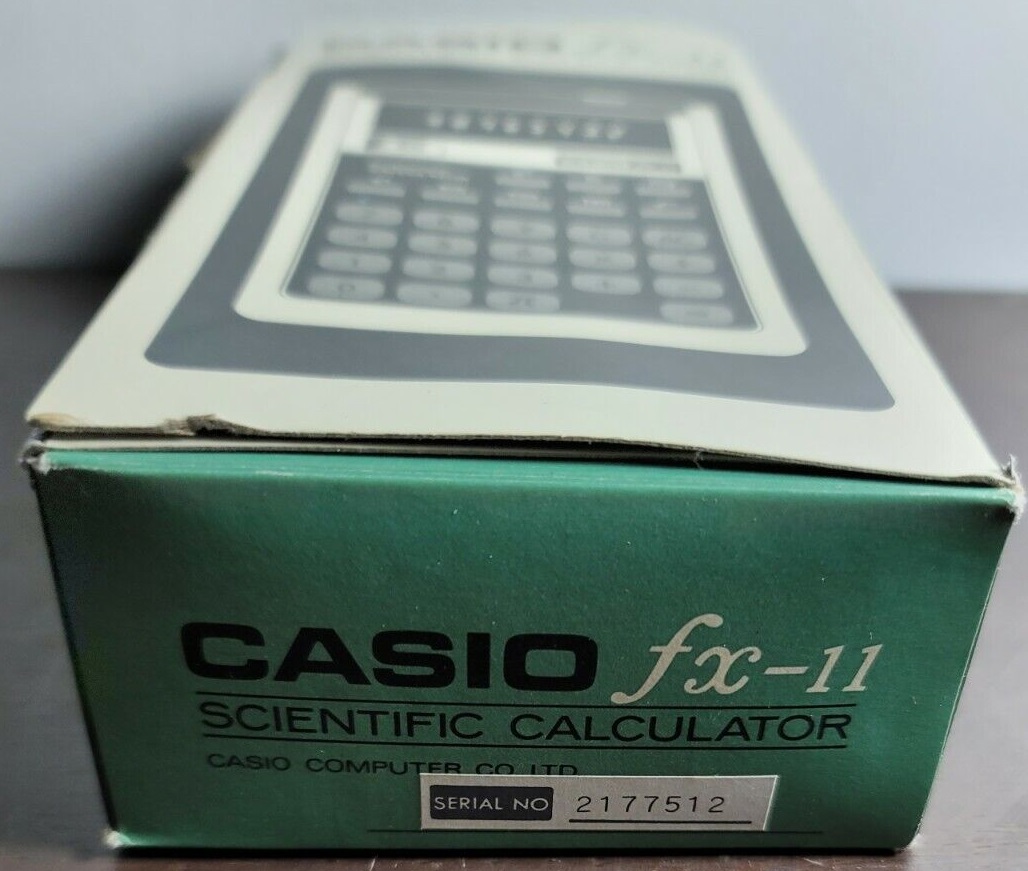 CASIO fx-11
SCIENTIFIC CALCULATOR
CASIO COMPUTER CO LTD
SERIAL NO 2177512